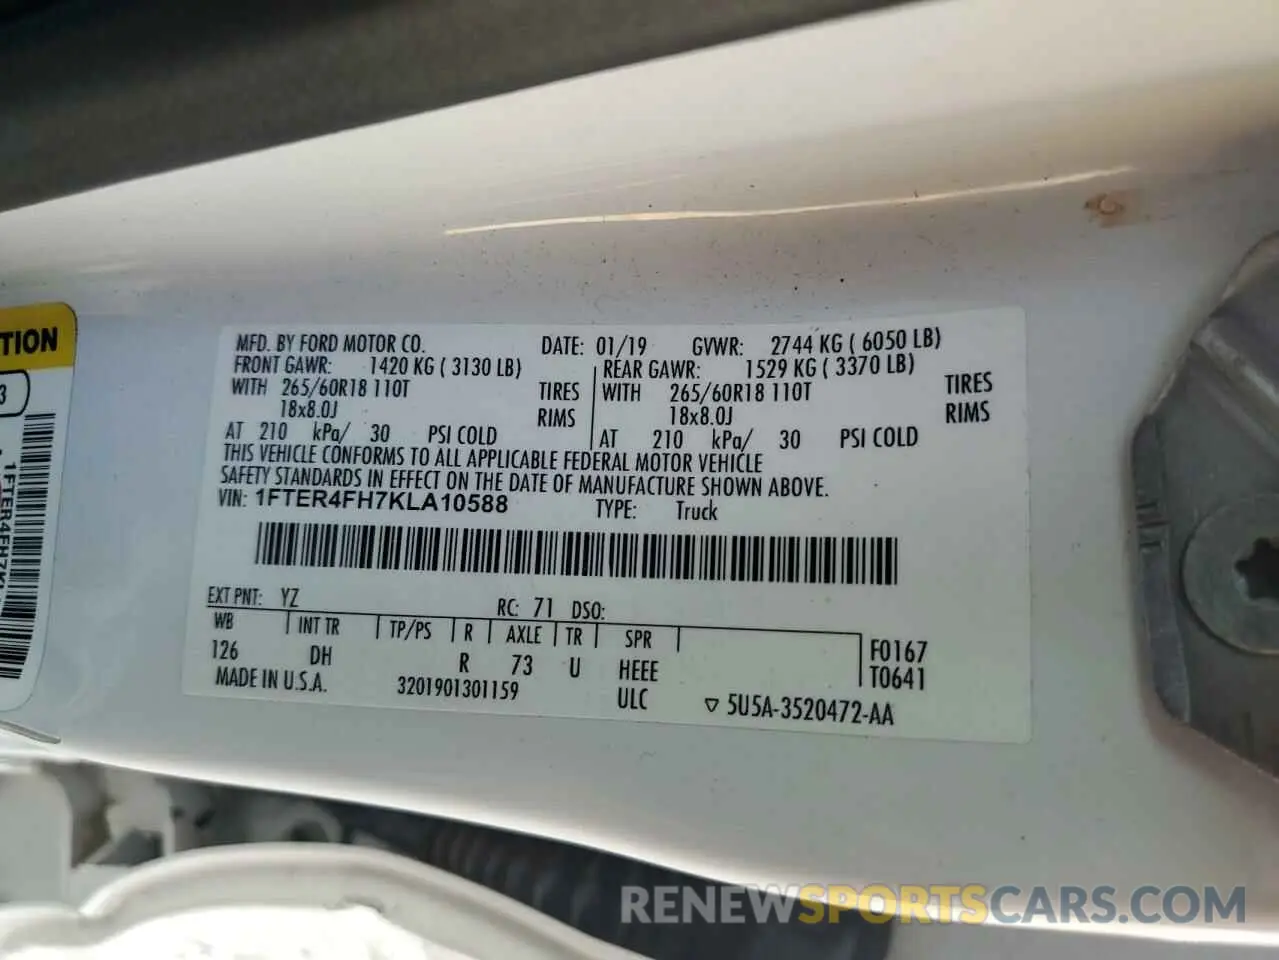 TION
3
1FTER4FH7KL
MFD. BY FORD MOTOR CO. DATE: 01/19 GVWR: 2744 KG ( 6050 LB)
FRONT GAWR: 1420 KG ( 3130 LB) REAR GAWR: 1529 KG ( 3370 LB)
WITH 265/60R18 110T TIRES WITH 265/60R18 110T TIRES
18x8.0J RIMS 18x8.0J RIMS
AT 210 kPa/ 30 PSI COLD AT 210 kPa/ 30 PSI COLD
THIS VEHICLE CONFORMS TO ALL APPLICABLE FEDERAL MOTOR VEHICLE
SAFETY STANDARDS IN EFFECT ON THE DATE OF MANUFACTURE SHOWN ABOVE.
VIN: 1FTER4FH7KLA10588 TYPE: Truck
EXT PNT: YZ RC: 71 DSO:
WB INT TR TP/PS R AXLE TR SPR F0167
126 DH R 73 U HEEE T0641
MADE IN U.S.A. 3201901301159 ULC ▽ 5U5A-3520472-AA
RENEWSPORTSCARS.COM